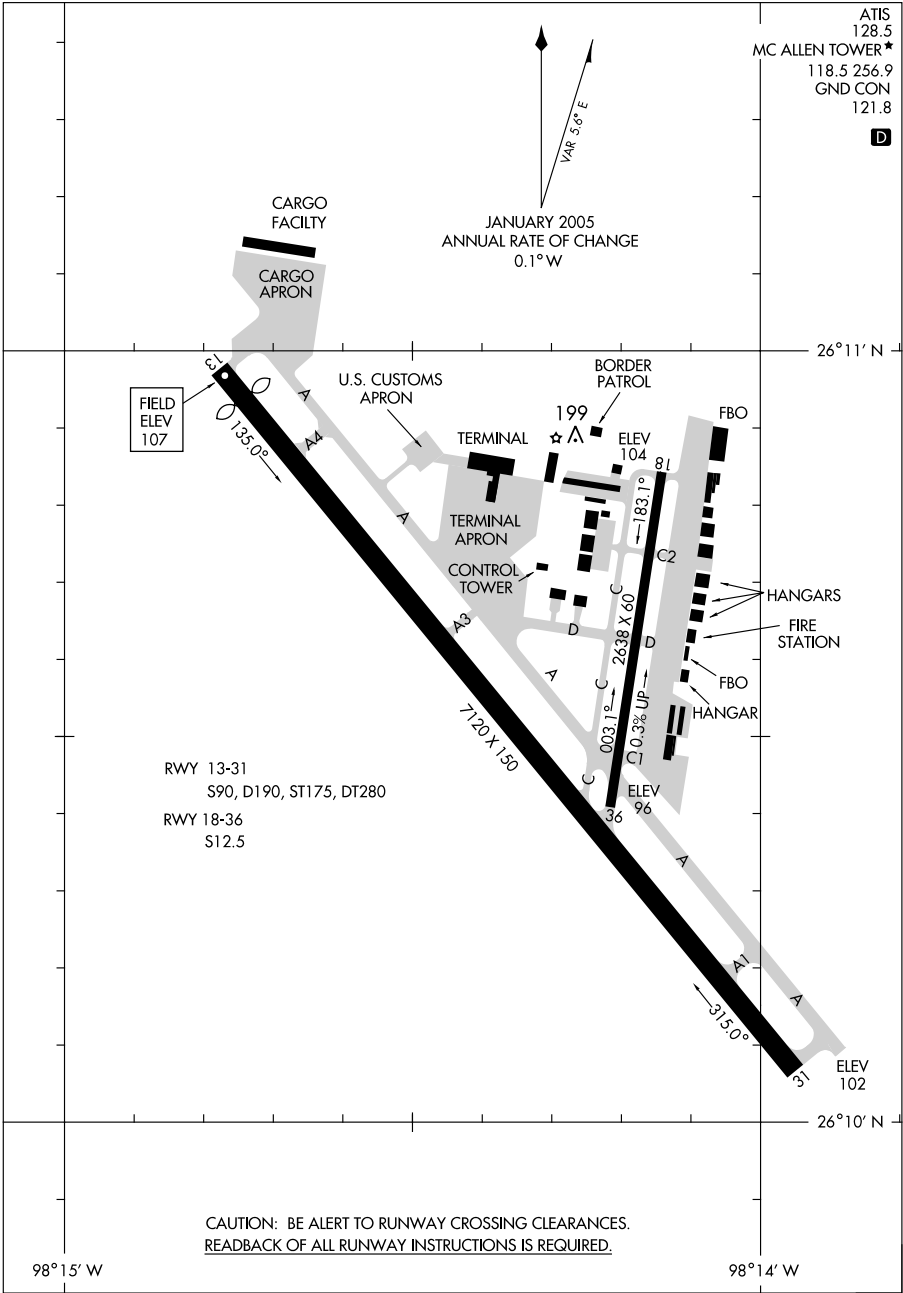 ATIS
128.5
MC ALLEN TOWER★
118.5 256.9
GND CON
121.8
D
VAR 5.6° E
JANUARY 2005
ANNUAL RATE OF CHANGE
0.1° W
CARGO
FACILTY
CARGO
APRON
26°11' N
13
FIELD
ELEV
107
135.0°
A
A4
U.S. CUSTOMS
APRON
TERMINAL
199
BORDER
PATROL
ELEV
104
FBO
18
183.1°
A
TERMINAL
APRON
C2
CONTROL
TOWER
C
HANGARS
2638 X 60
A3
D
D
FIRE
STATION
A
C
FBO
HANGAR
003.1°
0.3% UP
7120 X 150
C1
C
RWY 13-31
S90, D190, ST175, DT280
RWY 18-36
S12.5
ELEV
96
36
A
A1
A
315.0°
31
ELEV
102
26°10' N
CAUTION: BE ALERT TO RUNWAY CROSSING CLEARANCES.
READBACK OF ALL RUNWAY INSTRUCTIONS IS REQUIRED.
98°15' W
98°14' W